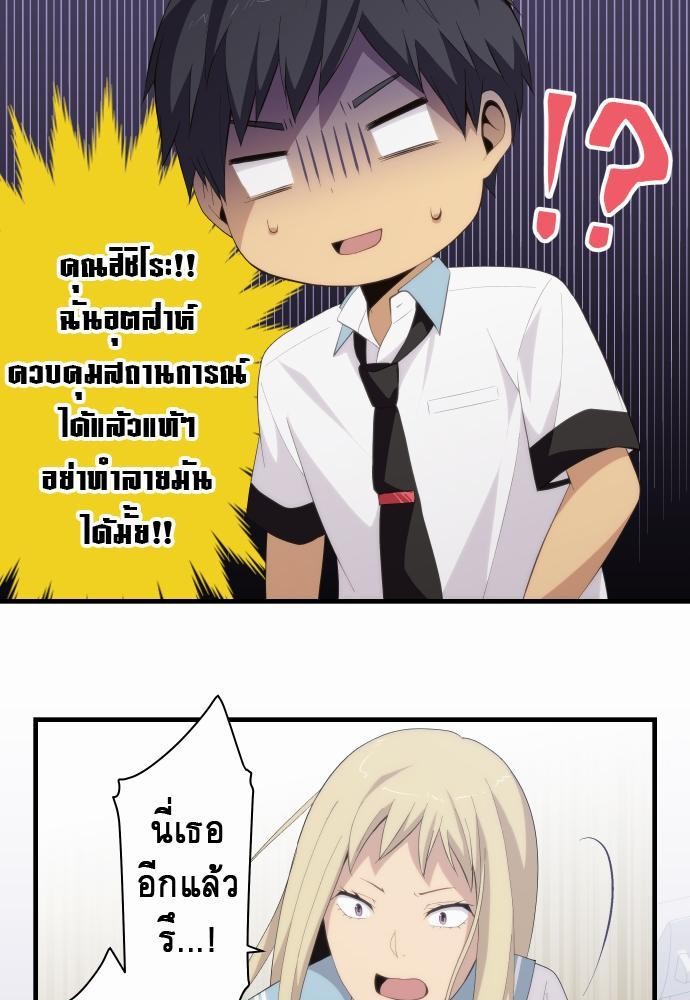 !?
คุณฮิชิโระ!!
ฉันอุตส่าห์
ควบคุมสถานการณ์
ได้แล้วแท้ๆ
อย่าทำลายมัน
ได้มั้ย!!
นี่เธอ
อีกแล้ว
รึ...!